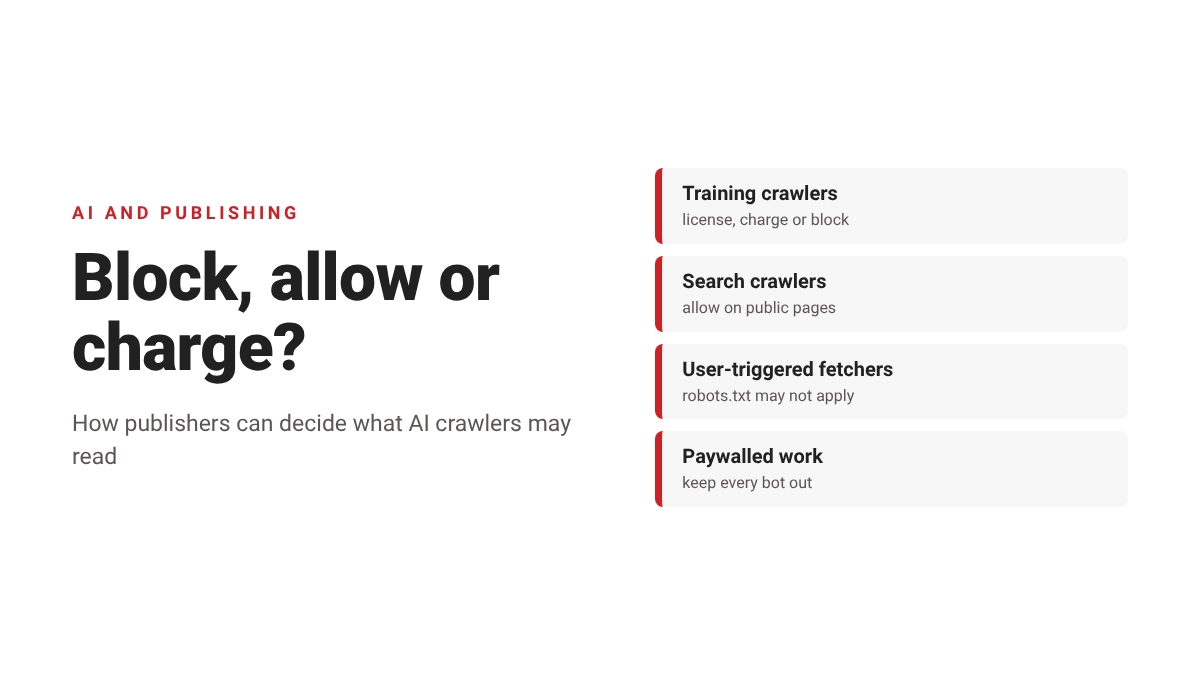 AI AND PUBLISHING
Block, allow or
charge?
How publishers can decide what AI crawlers may
read
Training crawlers
license, charge or block
Search crawlers
allow on public pages
User-triggered fetchers
robots.txt may not apply
Paywalled work
keep every bot out